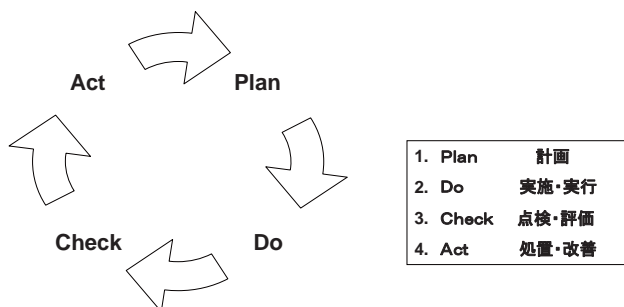 Act
Plan
Check
Do
1. Plan 計画
2. Do 実施・実行
3. Check 点検・評価
4. Act 処置・改善